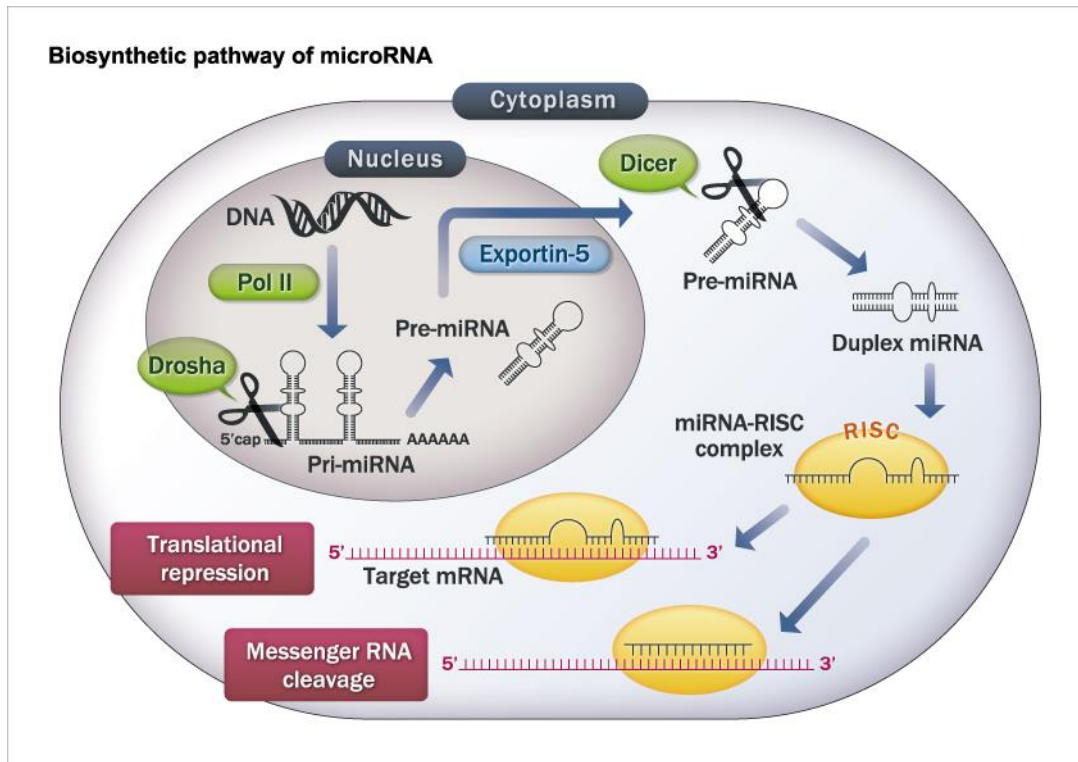 Biosynthetic pathway of microRNA
Cytoplasm
Nucleus
Dicer
DNA
Exportin-5
Pol II
Pre-miRNA
Pre-miRNA
Duplex miRNA
Drosha
5'cap
AAAAAA
Pri-miRNA
miRNA-RISC
complex
RISC
Translational
repression
5'
3'
Target mRNA
Messenger RNA
cleavage
5'
3'